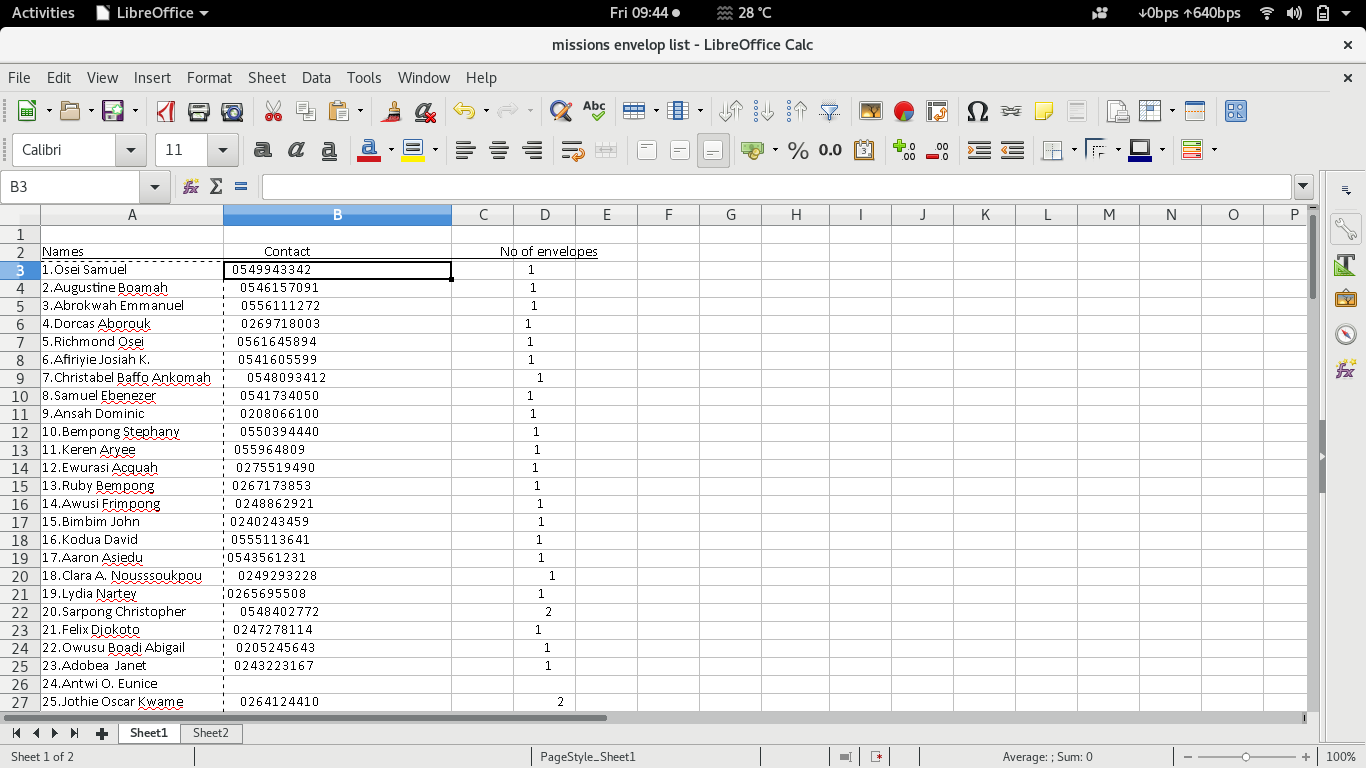 Activities LibreOffice Fri 09:44 28 °C ↓0bps ↑640bps
missions envelop list - LibreOffice Calc
File Edit View Insert Format Sheet Data Tools Window Help
Calibri 11
B3
A B C D E F G H I J K L M N O P
1
2 Names Contact No of envelopes
3 1.Osei Samuel 0549943342 1
4 2.Augustine Boamah 0546157091 1
5 3.Abrokwah Emmanuel 0556111272 1
6 4.Dorcas Aborouk 0269718003 1
7 5.Richmond Osei 0561645894 1
8 6.Afiriyie Josiah K. 0541605599 1
9 7.Christabel Baffo Ankomah 0548093412 1
10 8.Samuel Ebenezer 0541734050 1
11 9.Ansah Dominic 0208066100 1
12 10.Bempong Stephany 0550394440 1
13 11.Keren Aryee 055964809 1
14 12.Ewurasi Acquah 0275519490 1
15 13.Ruby Bempong 0267173853 1
16 14.Awusi Frimpong 0248862921 1
17 15.Bimbim John 0240243459 1
18 16.Kodua David 0555113641 1
19 17.Aaron Asiedu 0543561231 1
20 18.Clara A. Nousssoukpou 0249293228 1
21 19.Lydia Nartey 0265695508 1
22 20.Sarpong Christopher 0548402772 2
23 21.Felix Djokoto 0247278114 1
24 22.Owusu Boadi Abigail 0205245643 1
25 23.Adobea Janet 0243223167 1
26 24.Antwi O. Eunice
27 25.Jothie Oscar Kwame 0264124410 2
Sheet1 Sheet2
Sheet 1 of 2 PageStyle_Sheet1 Average: ; Sum: 0 100%